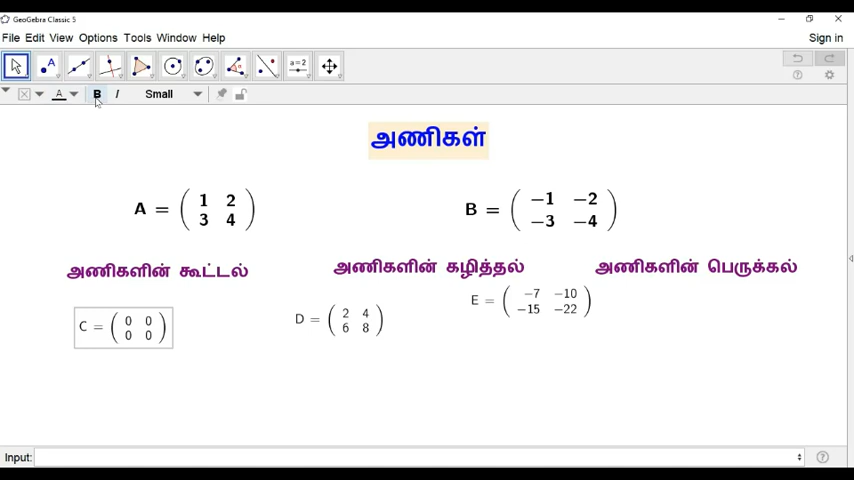 GeoGebra Classic 5
File Edit View Options Tools Window Help
Sign in
A
a=2
A B I Small
அணிகள்
A = ( 1 2
3 4 )
B = ( −1 −2
−3 −4 )
அணிகளின் கூட்டல்
அணிகளின் கழித்தல்
அணிகளின் பெருக்கல்
C = ( 0 0
0 0 )
D = ( 2 4
6 8 )
E = ( −7 −10
−15 −22 )
Input: